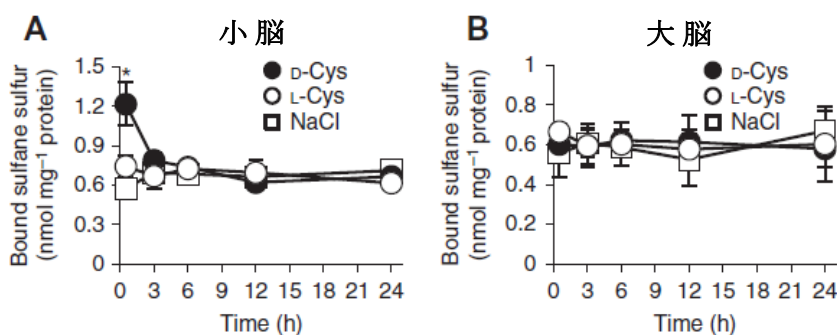 A 小脳
Bound sulfane sulfur
(nmol mg⁻¹ protein)
1.5
1.2
0.9
0.6
0.3
0
*
D-Cys
L-Cys
NaCl
0 3 6 9 12 15 18 21 24
Time (h)
B 大脳
Bound sulfane sulfur
(nmol mg⁻¹ protein)
1
0.8
0.6
0.4
0.2
0
D-Cys
L-Cys
NaCl
0 3 6 9 12 15 18 21 24
Time (h)